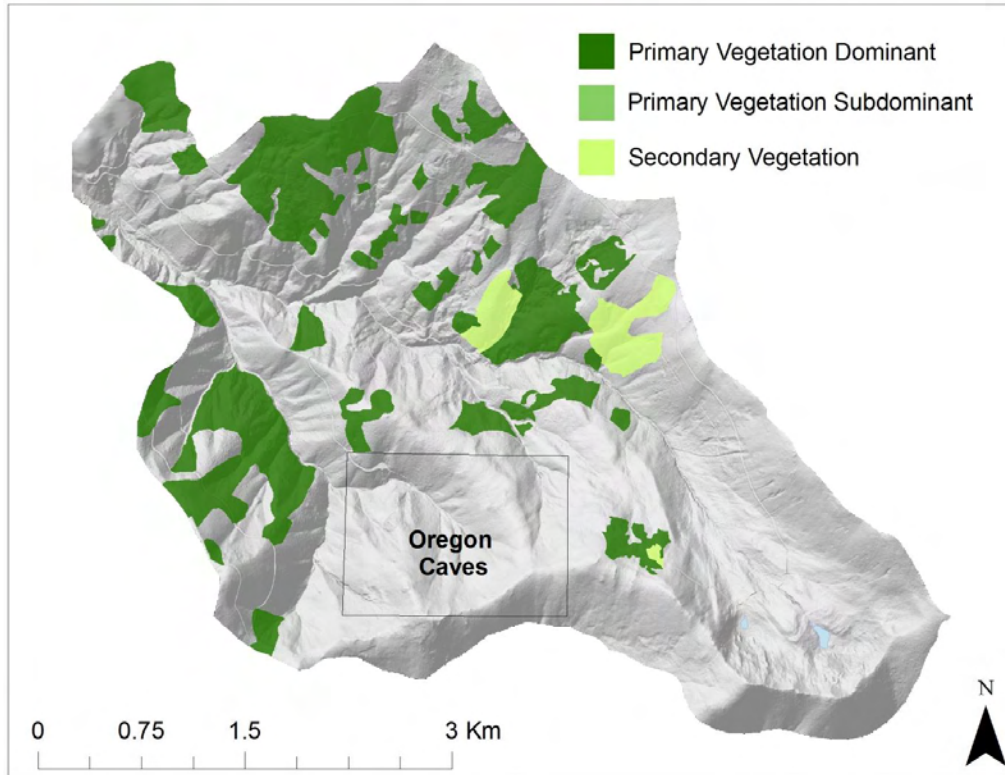 Primary Vegetation Dominant
Primary Vegetation Subdominant
Secondary Vegetation
Oregon
Caves
N
0 0.75 1.5 3 Km